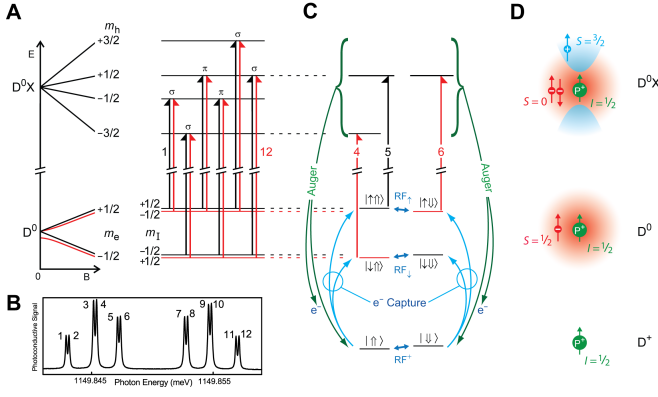 A
E
D⁰X
mₕ
+3/2
+1/2
−1/2
−3/2
D⁰
+1/2
mₑ
−1/2
0
B
σ
π
σ
π
σ
σ
1
12
mI
+1/2
−1/2
−1/2
+1/2
B
Photoconductive Signal
1 2
3 4
5 6
7 8
9 10
11 12
1149.845
1149.855
Photon Energy (meV)
C
4
5
6
Auger
Auger
|↑⇑⟩
RF↑
|↑⇓⟩
|↓⇑⟩
RF↓
|↓⇓⟩
e⁻
e⁻ Capture
e⁻
|⇑⟩
RF⁺
|⇓⟩
D
S = 3/2
+
D⁰X
P⁺
S=0
I = 1/2
P⁺
D⁰
S = 1/2
I = 1/2
P⁺
D⁺
I = 1/2